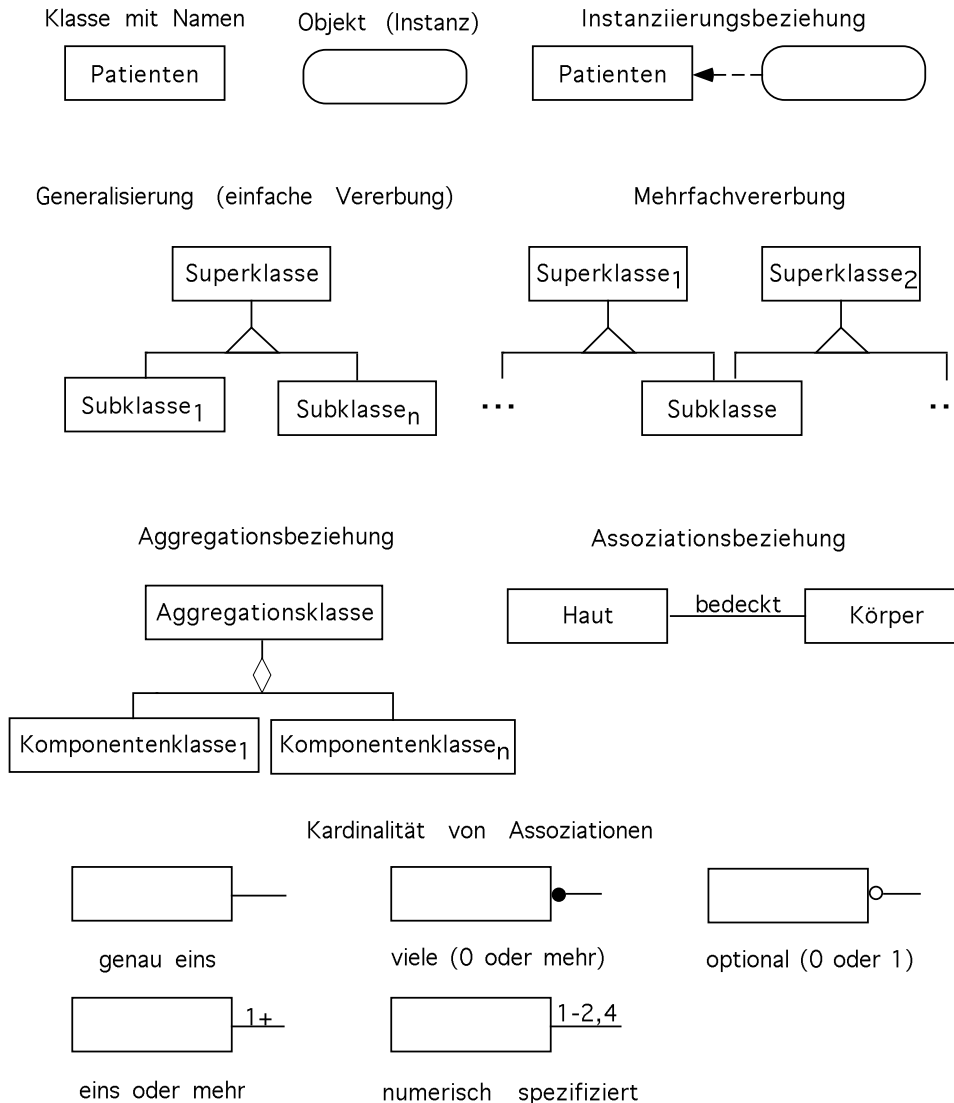 Klasse mit Namen
Objekt (Instanz)
Instanziierungsbeziehung
Patienten
Patienten
Generalisierung (einfache Vererbung)
Mehrfachvererbung
Superklasse
Superklasse1
Superklasse2
Subklasse1
Subklassen
...
Subklasse
..
Aggregationsbeziehung
Assoziationsbeziehung
Aggregationsklasse
Haut
bedeckt
Körper
Komponentenklasse1
Komponentenklassen
Kardinalität von Assoziationen
genau eins
viele (0 oder mehr)
optional (0 oder 1)
1+
1-2,4
eins oder mehr
numerisch spezifiziert